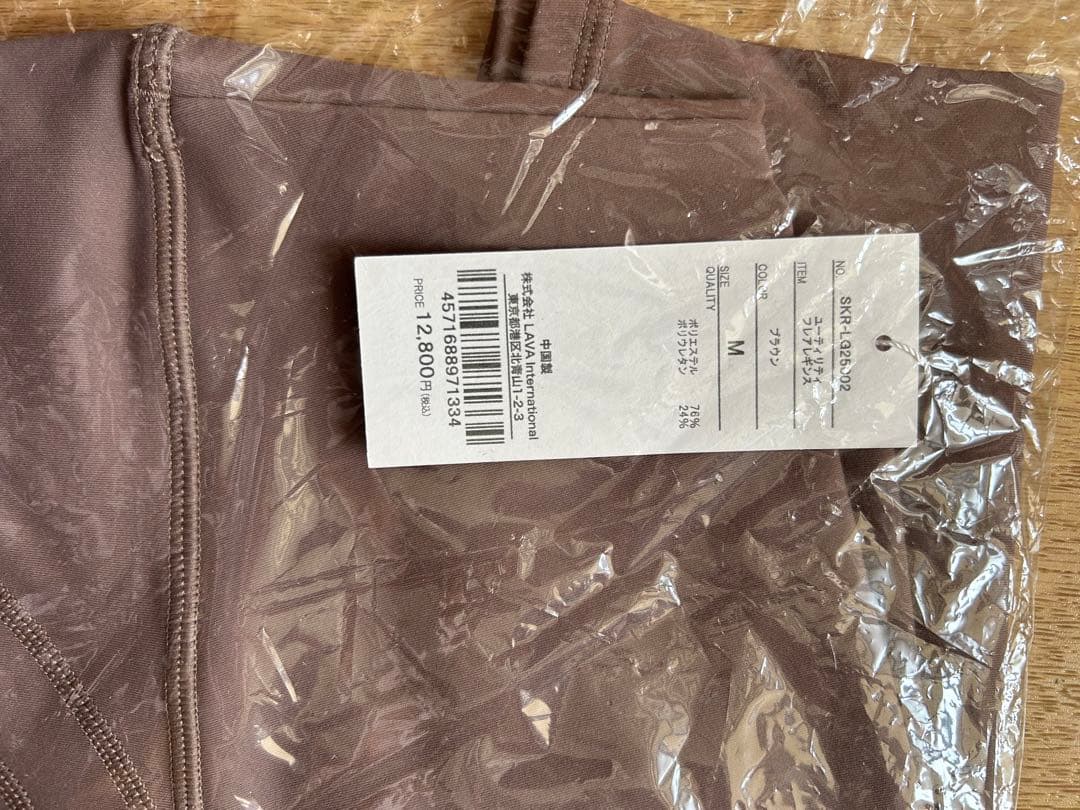 NO. SKR-LG25002
ITEM ユーティリティ
フレアレギンス
COLOR ブラウン
SIZE M
QUALITY ポリエステル 76%
ポリウレタン 24%
中国製
株式会社 LAVA International
東京都港区北青山1-2-3
4571688971334
PRICE 12,800円(税込)